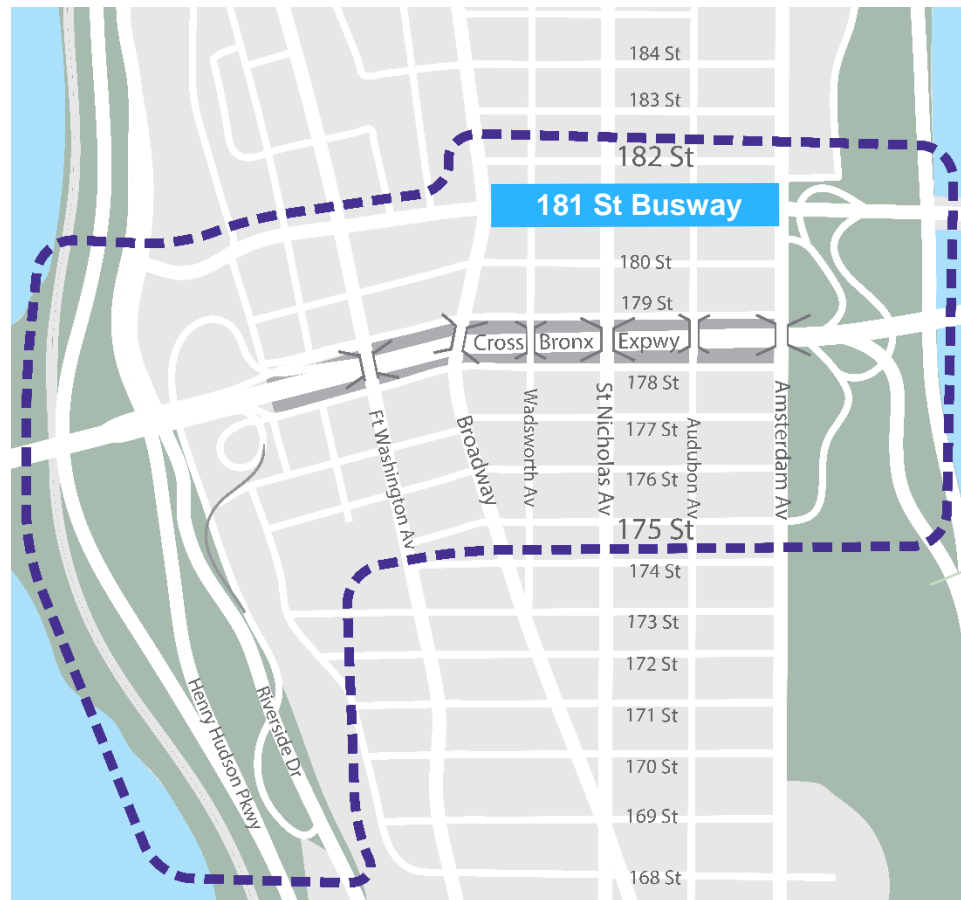 184 St
183 St
182 St
181 St Busway
180 St
179 St
Cross Bronx Expwy
178 St
177 St
176 St
175 St
174 St
173 St
172 St
171 St
170 St
169 St
168 St
Ft Washington Av
Broadway
Wadsworth Av
St Nicholas Av
Audubon Av
Amsterdam Av
Henry Hudson Pkwy
Riverside Dr